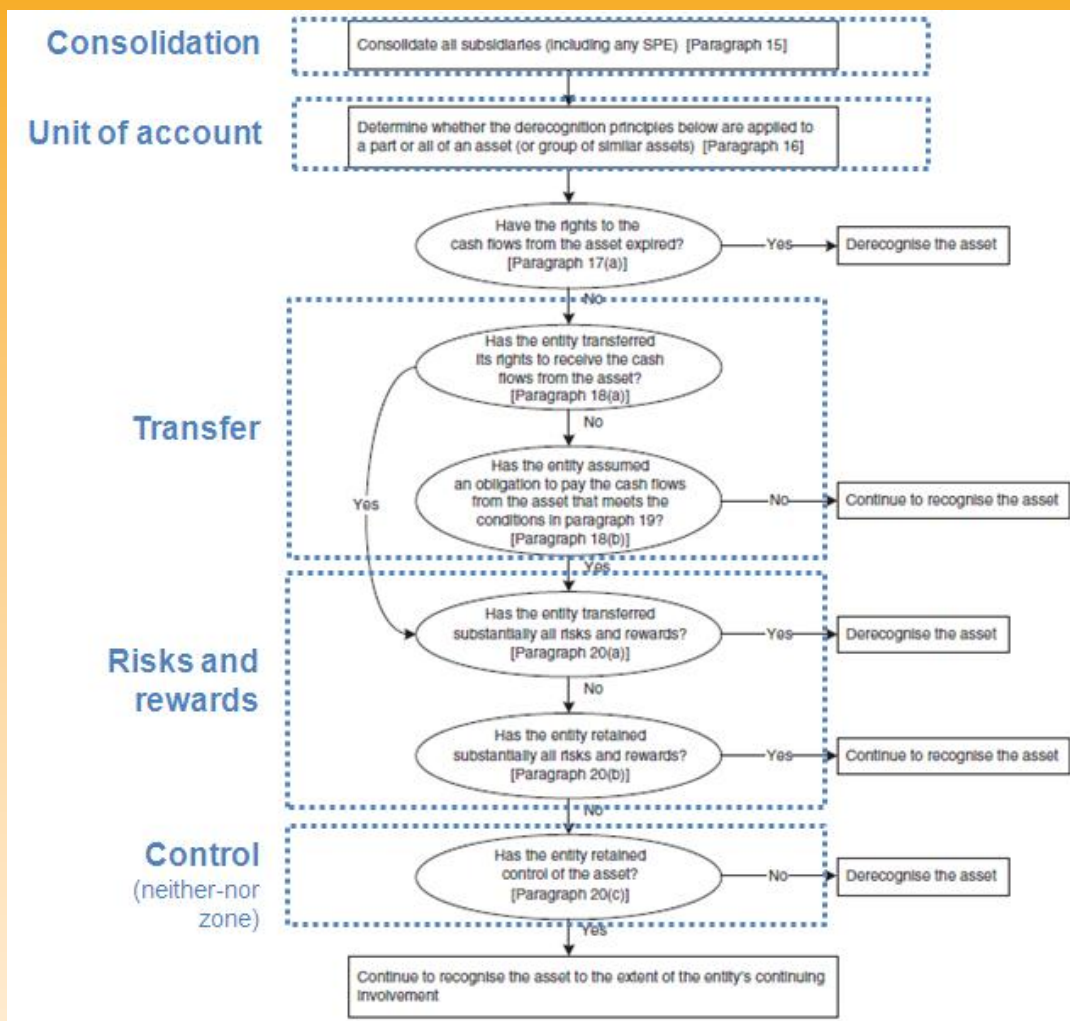 Consolidation
Consolidate all subsidiaries (including any SPE) [Paragraph 15]
Unit of account
Determine whether the derecognition principles below are applied to
a part or all of an asset (or group of similar assets) [Paragraph 16]
Have the rights to the
cash flows from the asset expired?
[Paragraph 17(a)]
Yes
Derecognise the asset
No
Transfer
Has the entity transferred
its rights to receive the cash
flows from the asset?
[Paragraph 18(a)]
No
Yes
Has the entity assumed
an obligation to pay the cash flows
from the asset that meets the
conditions in paragraph 19?
[Paragraph 18(b)]
No
Continue to recognise the asset
Yes
Risks and
rewards
Has the entity transferred
substantially all risks and rewards?
[Paragraph 20(a)]
Yes
Derecognise the asset
No
Has the entity retained
substantially all risks and rewards?
[Paragraph 20(b)]
Yes
Continue to recognise the asset
No
Control
(neither-nor
zone)
Has the entity retained
control of the asset?
[Paragraph 20(c)]
No
Derecognise the asset
Yes
Continue to recognise the asset to the extent of the entity's continuing
involvement